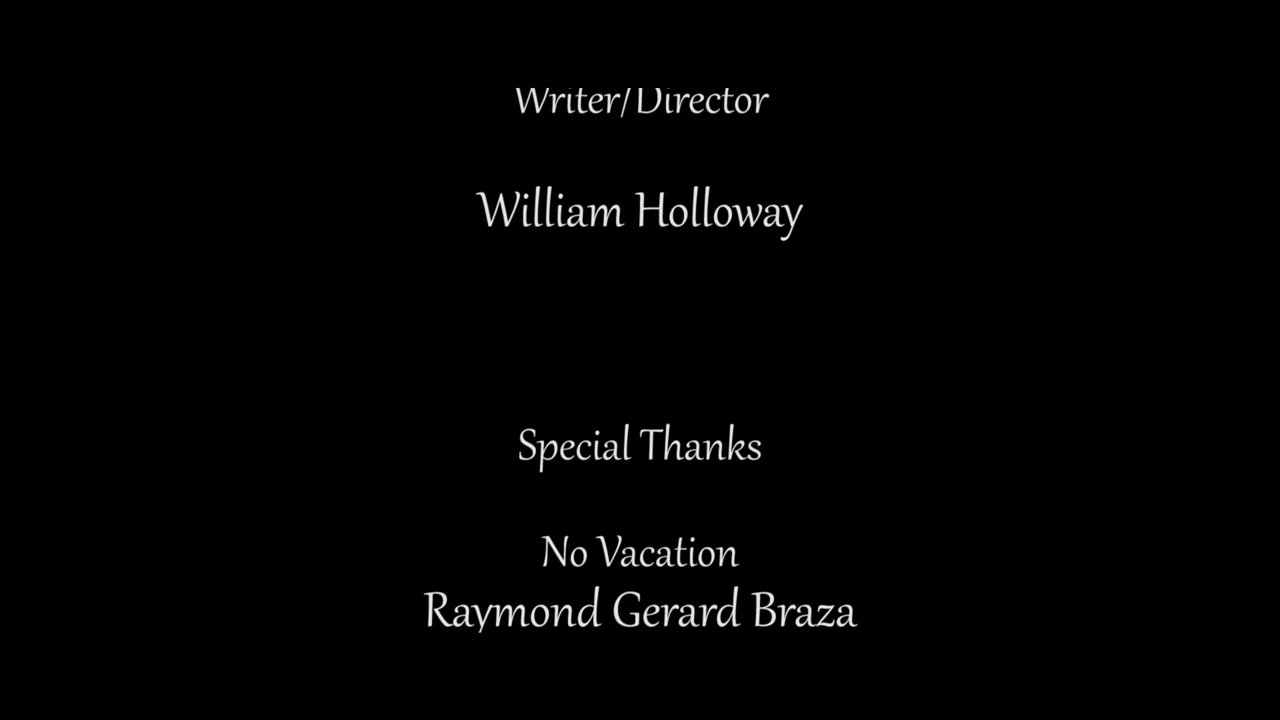 Writer/Director
William Holloway
Special Thanks
No Vacation
Raymond Gerard Braza